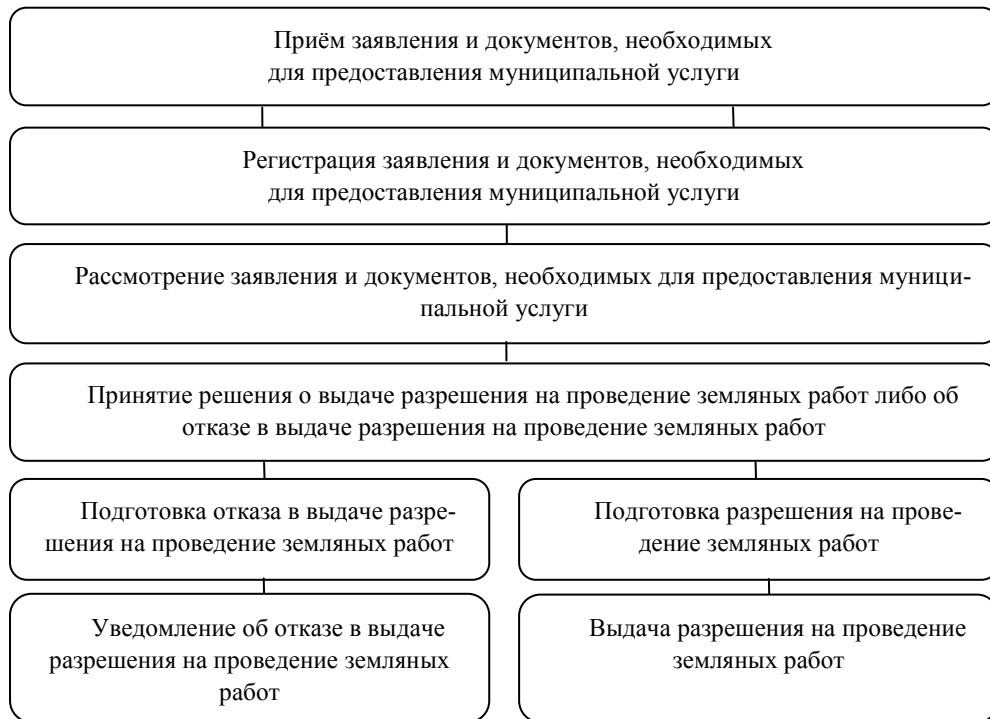 Приём заявления и документов, необходимых
для предоставления муниципальной услуги
Регистрация заявления и документов, необходимых
для предоставления муниципальной услуги
Рассмотрение заявления и документов, необходимых для предоставления муници-
пальной услуги
Принятие решения о выдаче разрешения на проведение земляных работ либо об
отказе в выдаче разрешения на проведение земляных работ
Подготовка отказа в выдаче разре-
шения на проведение земляных работ
Подготовка разрешения на прове-
дение земляных работ
Уведомление об отказе в выдаче
разрешения на проведение земляных
работ
Выдача разрешения на проведение
земляных работ